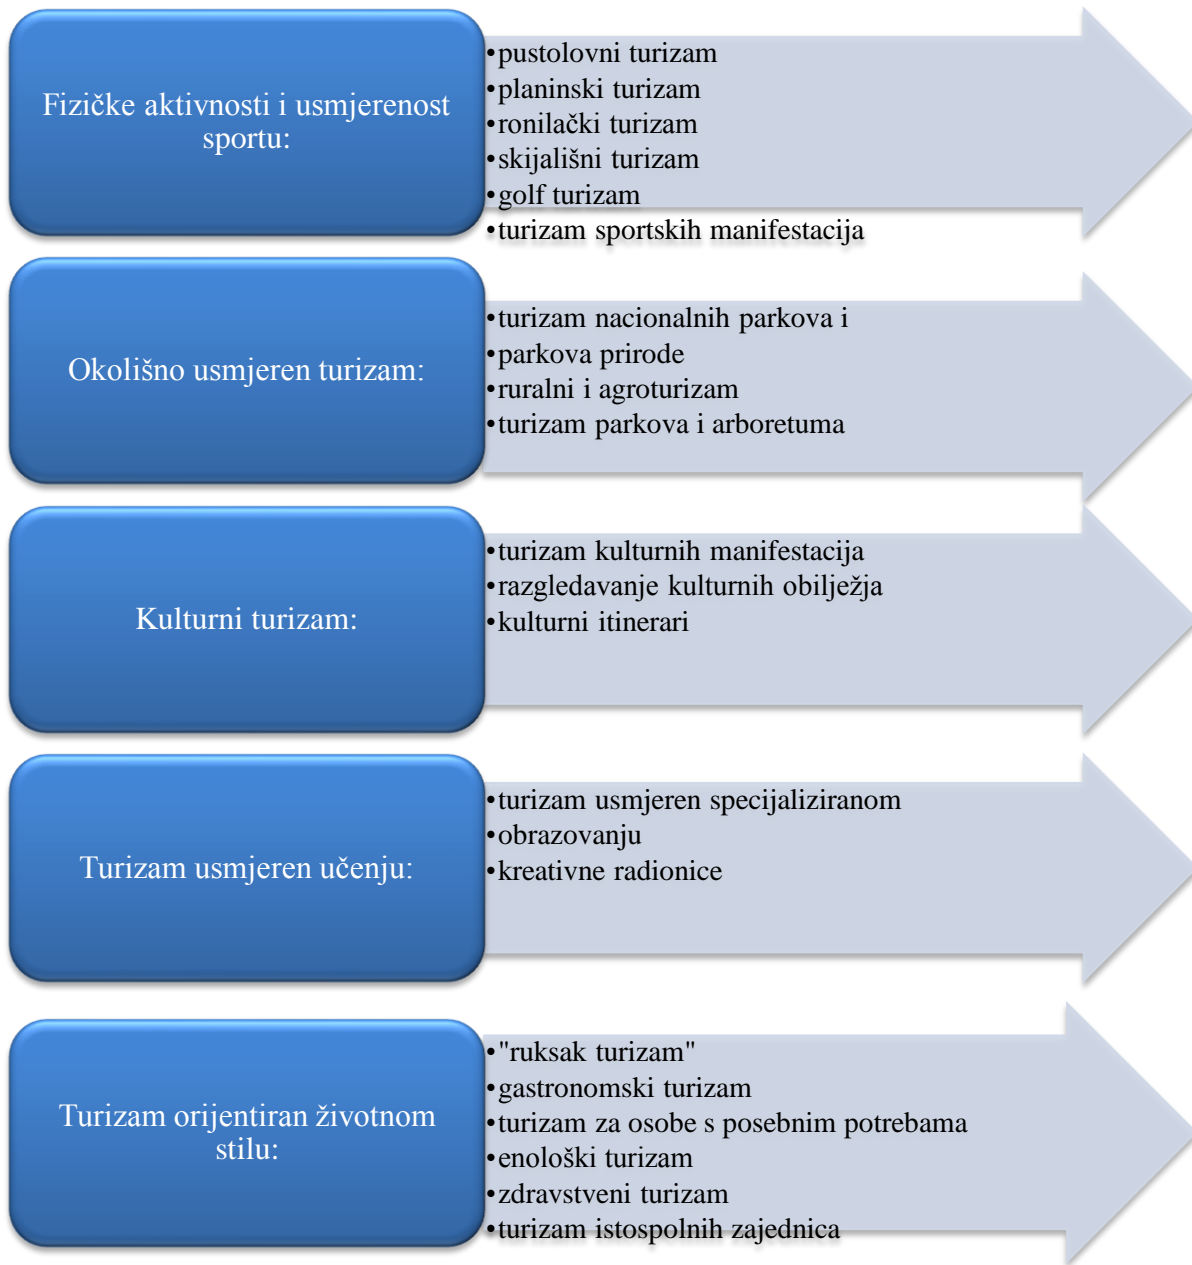 Fizičke aktivnosti i usmjerenost
sportu:
•pustolovni turizam
•planinski turizam
•ronilački turizam
•skijališni turizam
•golf turizam
•turizam sportskih manifestacija
Okolišno usmjeren turizam:
•turizam nacionalnih parkova i
•parkova prirode
•ruralni i agroturizam
•turizam parkova i arboretuma
Kulturni turizam:
•turizam kulturnih manifestacija
•razgledavanje kulturnih obilježja
•kulturni itinerari
Turizam usmjeren učenju:
•turizam usmjeren specijaliziranom
•obrazovanju
•kreativne radionice
Turizam orijentiran životnom
stilu:
•"ruksak turizam"
•gastronomski turizam
•turizam za osobe s posebnim potrebama
•enološki turizam
•zdravstveni turizam
•turizam istospolnih zajednica